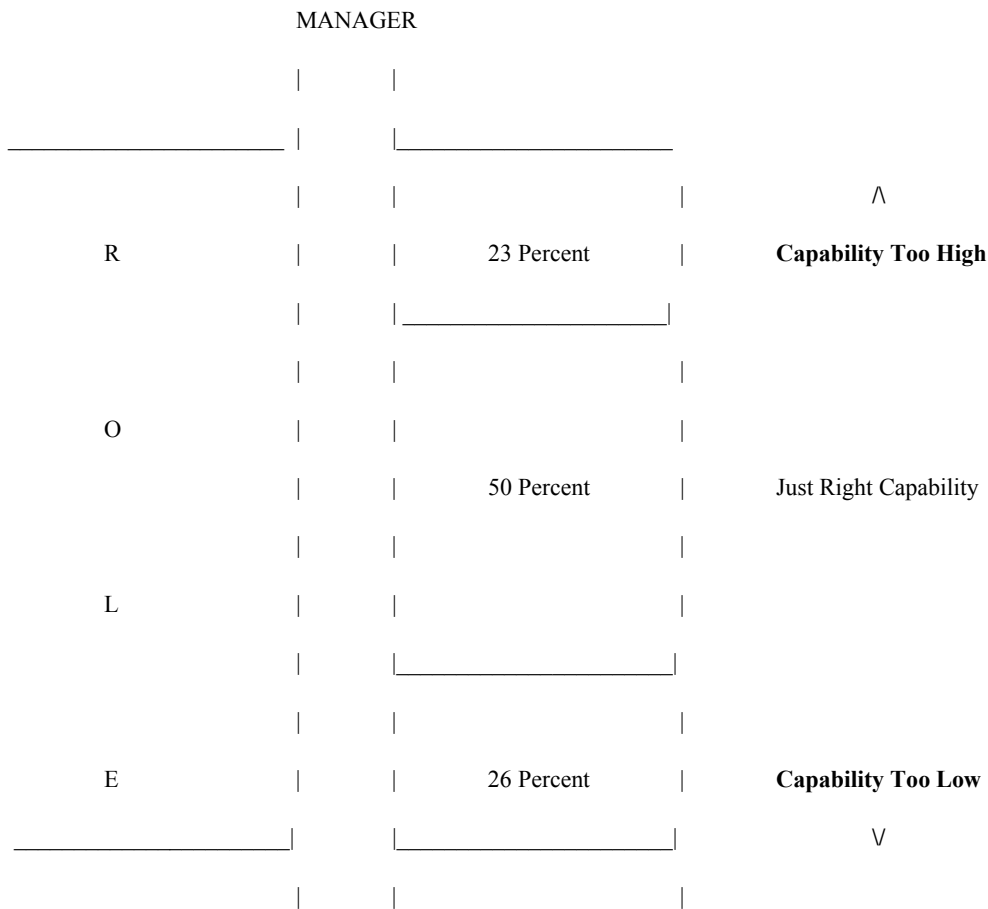 MANAGER
R 23 Percent Capability Too High
O
50 Percent Just Right Capability
L
E 26 Percent Capability Too Low